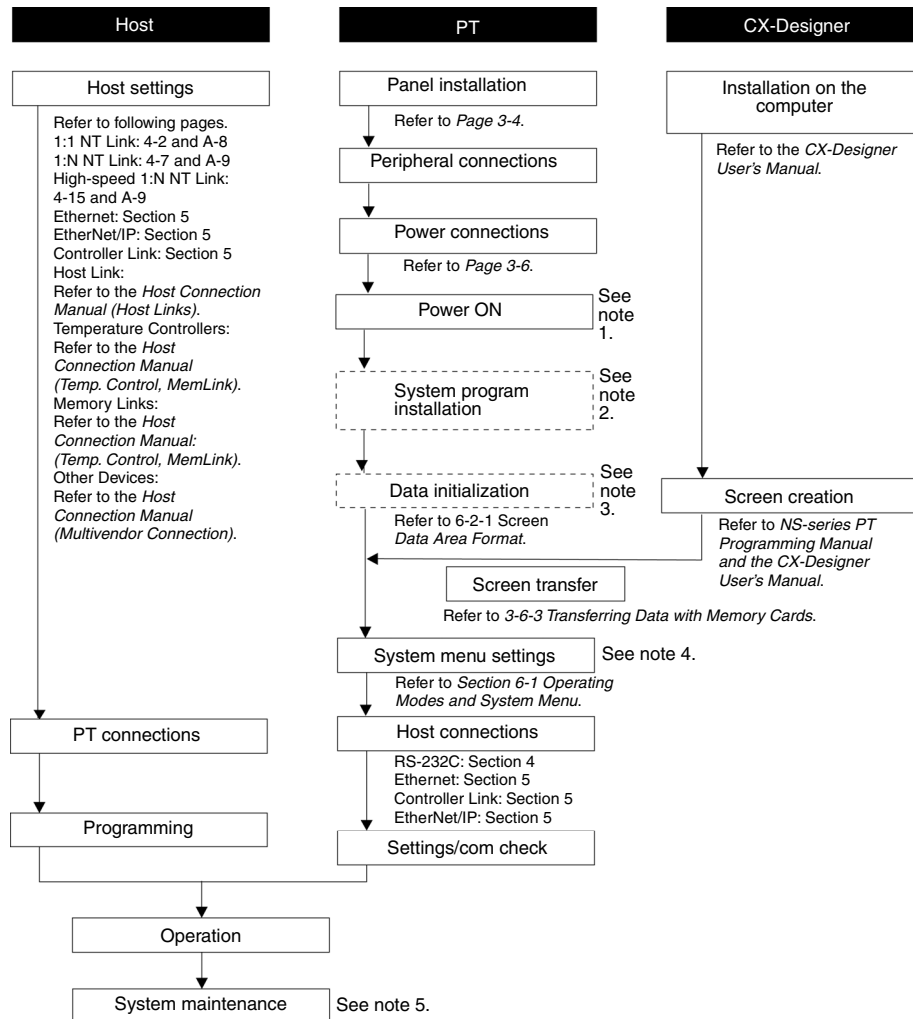 Host
PT
CX-Designer
Host settings
Refer to following pages.
1:1 NT Link: 4-2 and A-8
1:N NT Link: 4-7 and A-9
High-speed 1:N NT Link:
4-15 and A-9
Ethernet: Section 5
EtherNet/IP: Section 5
Controller Link: Section 5
Host Link:
Refer to the Host Connection
Manual (Host Links).
Temperature Controllers:
Refer to the Host
Connection Manual
(Temp. Control, MemLink).
Memory Links:
Refer to the Host
Connection Manual:
(Temp. Control, MemLink).
Other Devices:
Refer to the Host
Connection Manual
(Multivendor Connection).
PT connections
Programming
Panel installation
Refer to Page 3-4.
Peripheral connections
Power connections
Refer to Page 3-6.
Power ON
See
note
1.
System program
installation
See
note
2.
Data initialization
See
note
3.
Refer to 6-2-1 Screen
Data Area Format.
Installation on the
computer
Refer to the CX-Designer
User's Manual.
Screen creation
Refer to NS-series PT
Programming Manual
and the CX-Designer
User's Manual.
Screen transfer
Refer to 3-6-3 Transferring Data with Memory Cards.
System menu settings
See note 4.
Refer to Section 6-1 Operating
Modes and System Menu.
Host connections
RS-232C: Section 4
Ethernet: Section 5
Controller Link: Section 5
EtherNet/IP: Section 5
Settings/com check
Operation
System maintenance
See note 5.